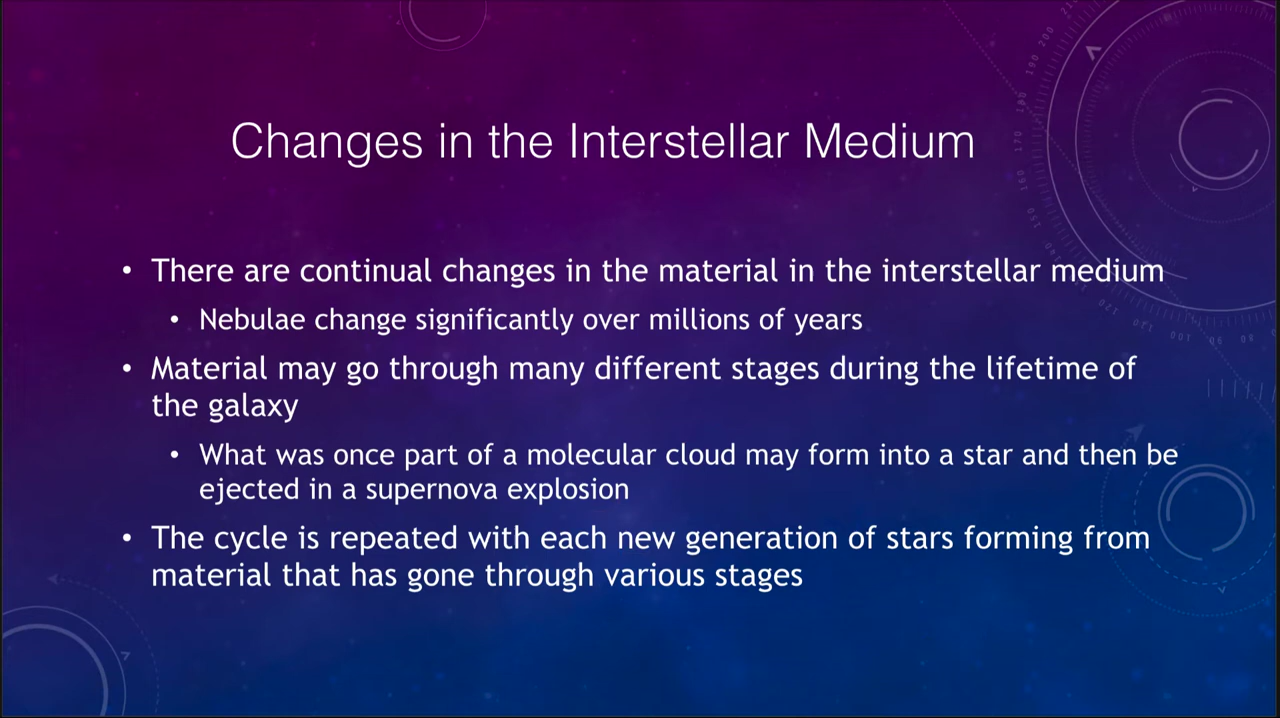 Changes in the Interstellar Medium
• There are continual changes in the material in the interstellar medium
• Nebulae change significantly over millions of years
• Material may go through many different stages during the lifetime of
the galaxy
• What was once part of a molecular cloud may form into a star and then be
ejected in a supernova explosion
• The cycle is repeated with each new generation of stars forming from
material that has gone through various stages